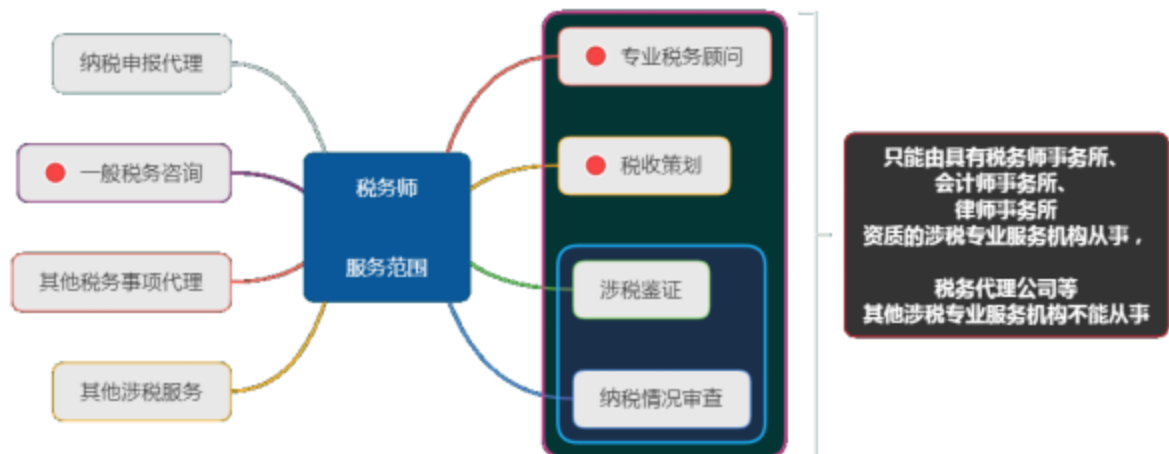 纳税申报代理
一般税务咨询
其他税务事项代理
其他涉税服务
税务师
服务范围
专业税务顾问
税收策划
涉税鉴证
纳税情况审查
只能由具有税务师事务所、
会计师事务所、
律师事务所
资质的涉税专业服务机构从事，
税务代理公司等
其他涉税专业服务机构不能从事